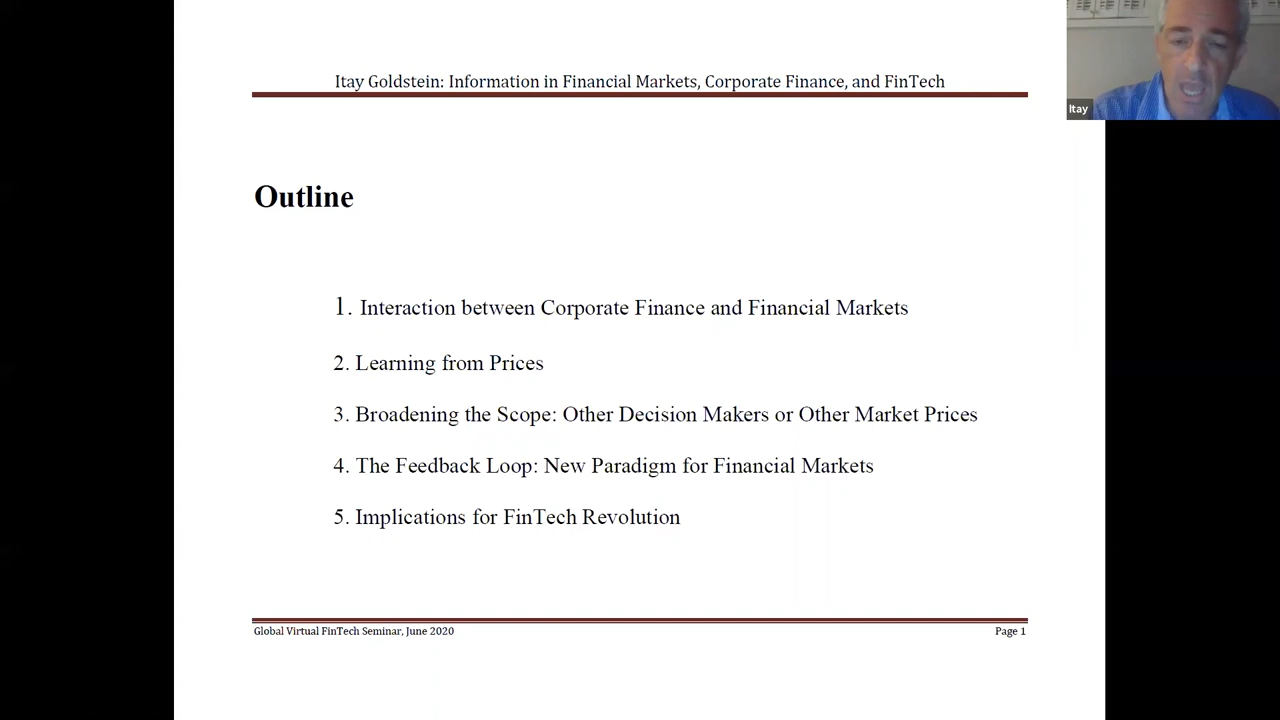 Itay Goldstein: Information in Financial Markets, Corporate Finance, and FinTech
Itay
Outline
1. Interaction between Corporate Finance and Financial Markets
2. Learning from Prices
3. Broadening the Scope: Other Decision Makers or Other Market Prices
4. The Feedback Loop: New Paradigm for Financial Markets
5. Implications for FinTech Revolution
Global Virtual FinTech Seminar, June 2020
Page 1